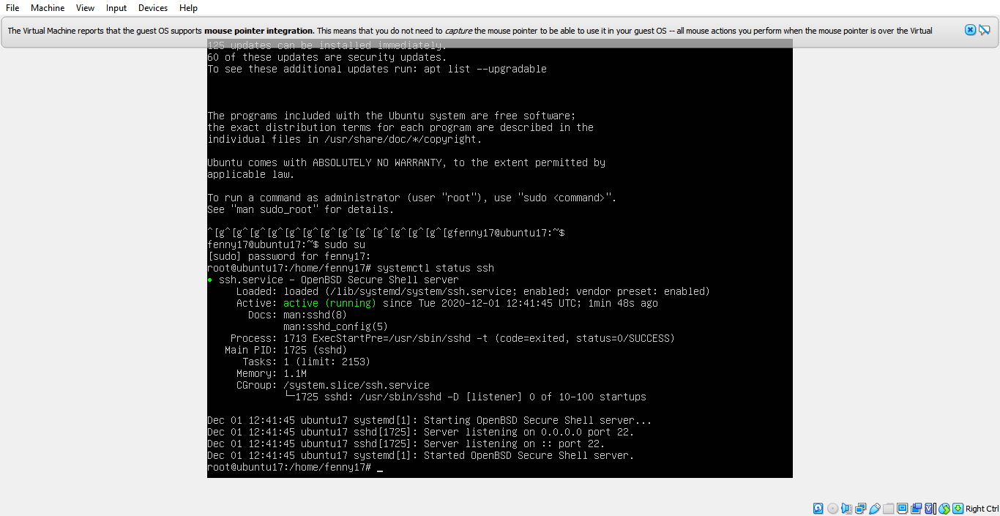 File Machine View Input Devices Help
The Virtual Machine reports that the guest OS supports mouse pointer integration. This means that you do not need to capture the mouse pointer to be able to use it in your guest OS -- all mouse actions you perform when the mouse pointer is over the Virtual
125 updates can be installed immediately.
60 of these updates are security updates.
To see these additional updates run: apt list --upgradable
The programs included with the Ubuntu system are free software;
the exact distribution terms for each program are described in the
individual files in /usr/share/doc/*/copyright.
Ubuntu comes with ABSOLUTELY NO WARRANTY, to the extent permitted by
applicable law.
To run a command as administrator (user "root"), use "sudo <command>".
See "man sudo_root" for details.
^[g^[g^[g^[g^[g^[g^[g^[g^[g^[g^[g^[g^[g^[gfenny17@ubuntu17:~$
fenny17@ubuntu17:~$ sudo su
[sudo] password for fenny17:
root@ubuntu17:/home/fenny17# systemctl status ssh
● ssh.service - OpenBSD Secure Shell server
Loaded: loaded (/lib/systemd/system/ssh.service; enabled; vendor preset: enabled)
Active: active (running) since Tue 2020-12-01 12:41:45 UTC; 1min 48s ago
Docs: man:sshd(8)
man:sshd_config(5)
Process: 1713 ExecStartPre=/usr/sbin/sshd -t (code=exited, status=0/SUCCESS)
Main PID: 1725 (sshd)
Tasks: 1 (limit: 2153)
Memory: 1.1M
CGroup: /system.slice/ssh.service
└─1725 sshd: /usr/sbin/sshd -D [listener] 0 of 10-100 startups
Dec 01 12:41:45 ubuntu17 systemd[1]: Starting OpenBSD Secure Shell server...
Dec 01 12:41:45 ubuntu17 sshd[1725]: Server listening on 0.0.0.0 port 22.
Dec 01 12:41:45 ubuntu17 sshd[1725]: Server listening on :: port 22.
Dec 01 12:41:45 ubuntu17 systemd[1]: Started OpenBSD Secure Shell server.
root@ubuntu17:/home/fenny17# _
Right Ctrl